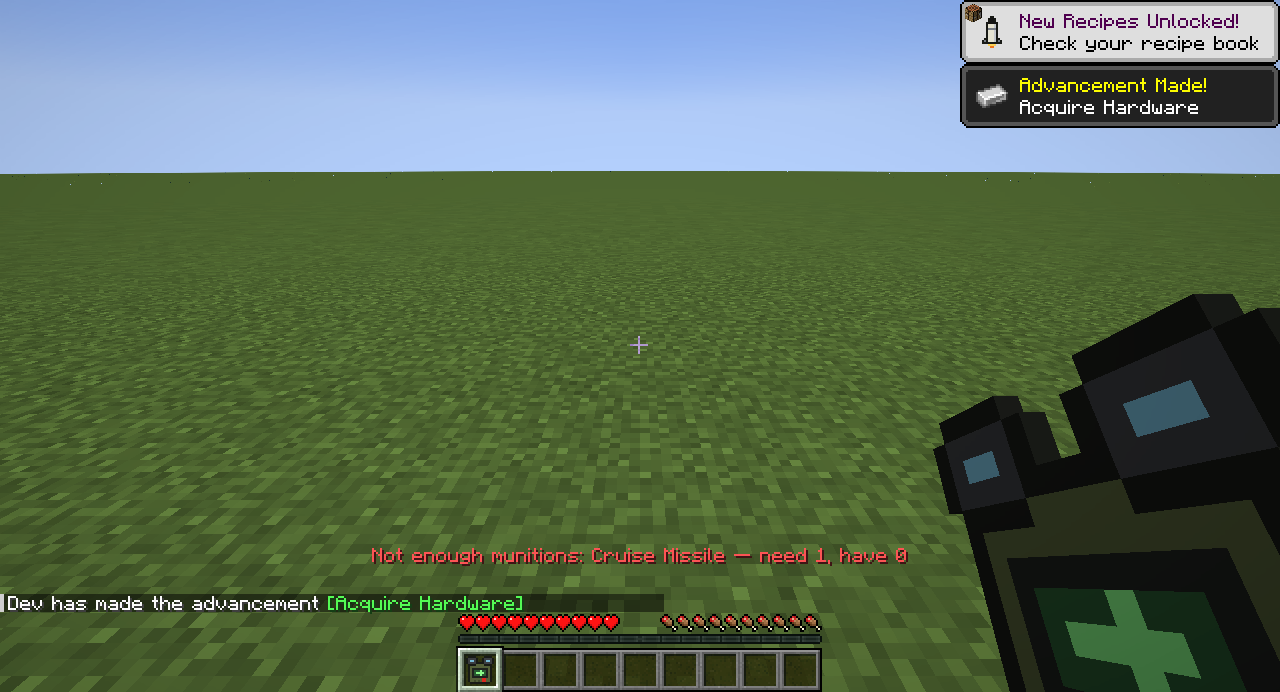 New Recipes Unlocked!
Check your recipe book
Advancement Made!
Acquire Hardware
Not enough munitions: Cruise Missile — need 1, have 0
Dev has made the advancement [Acquire Hardware]